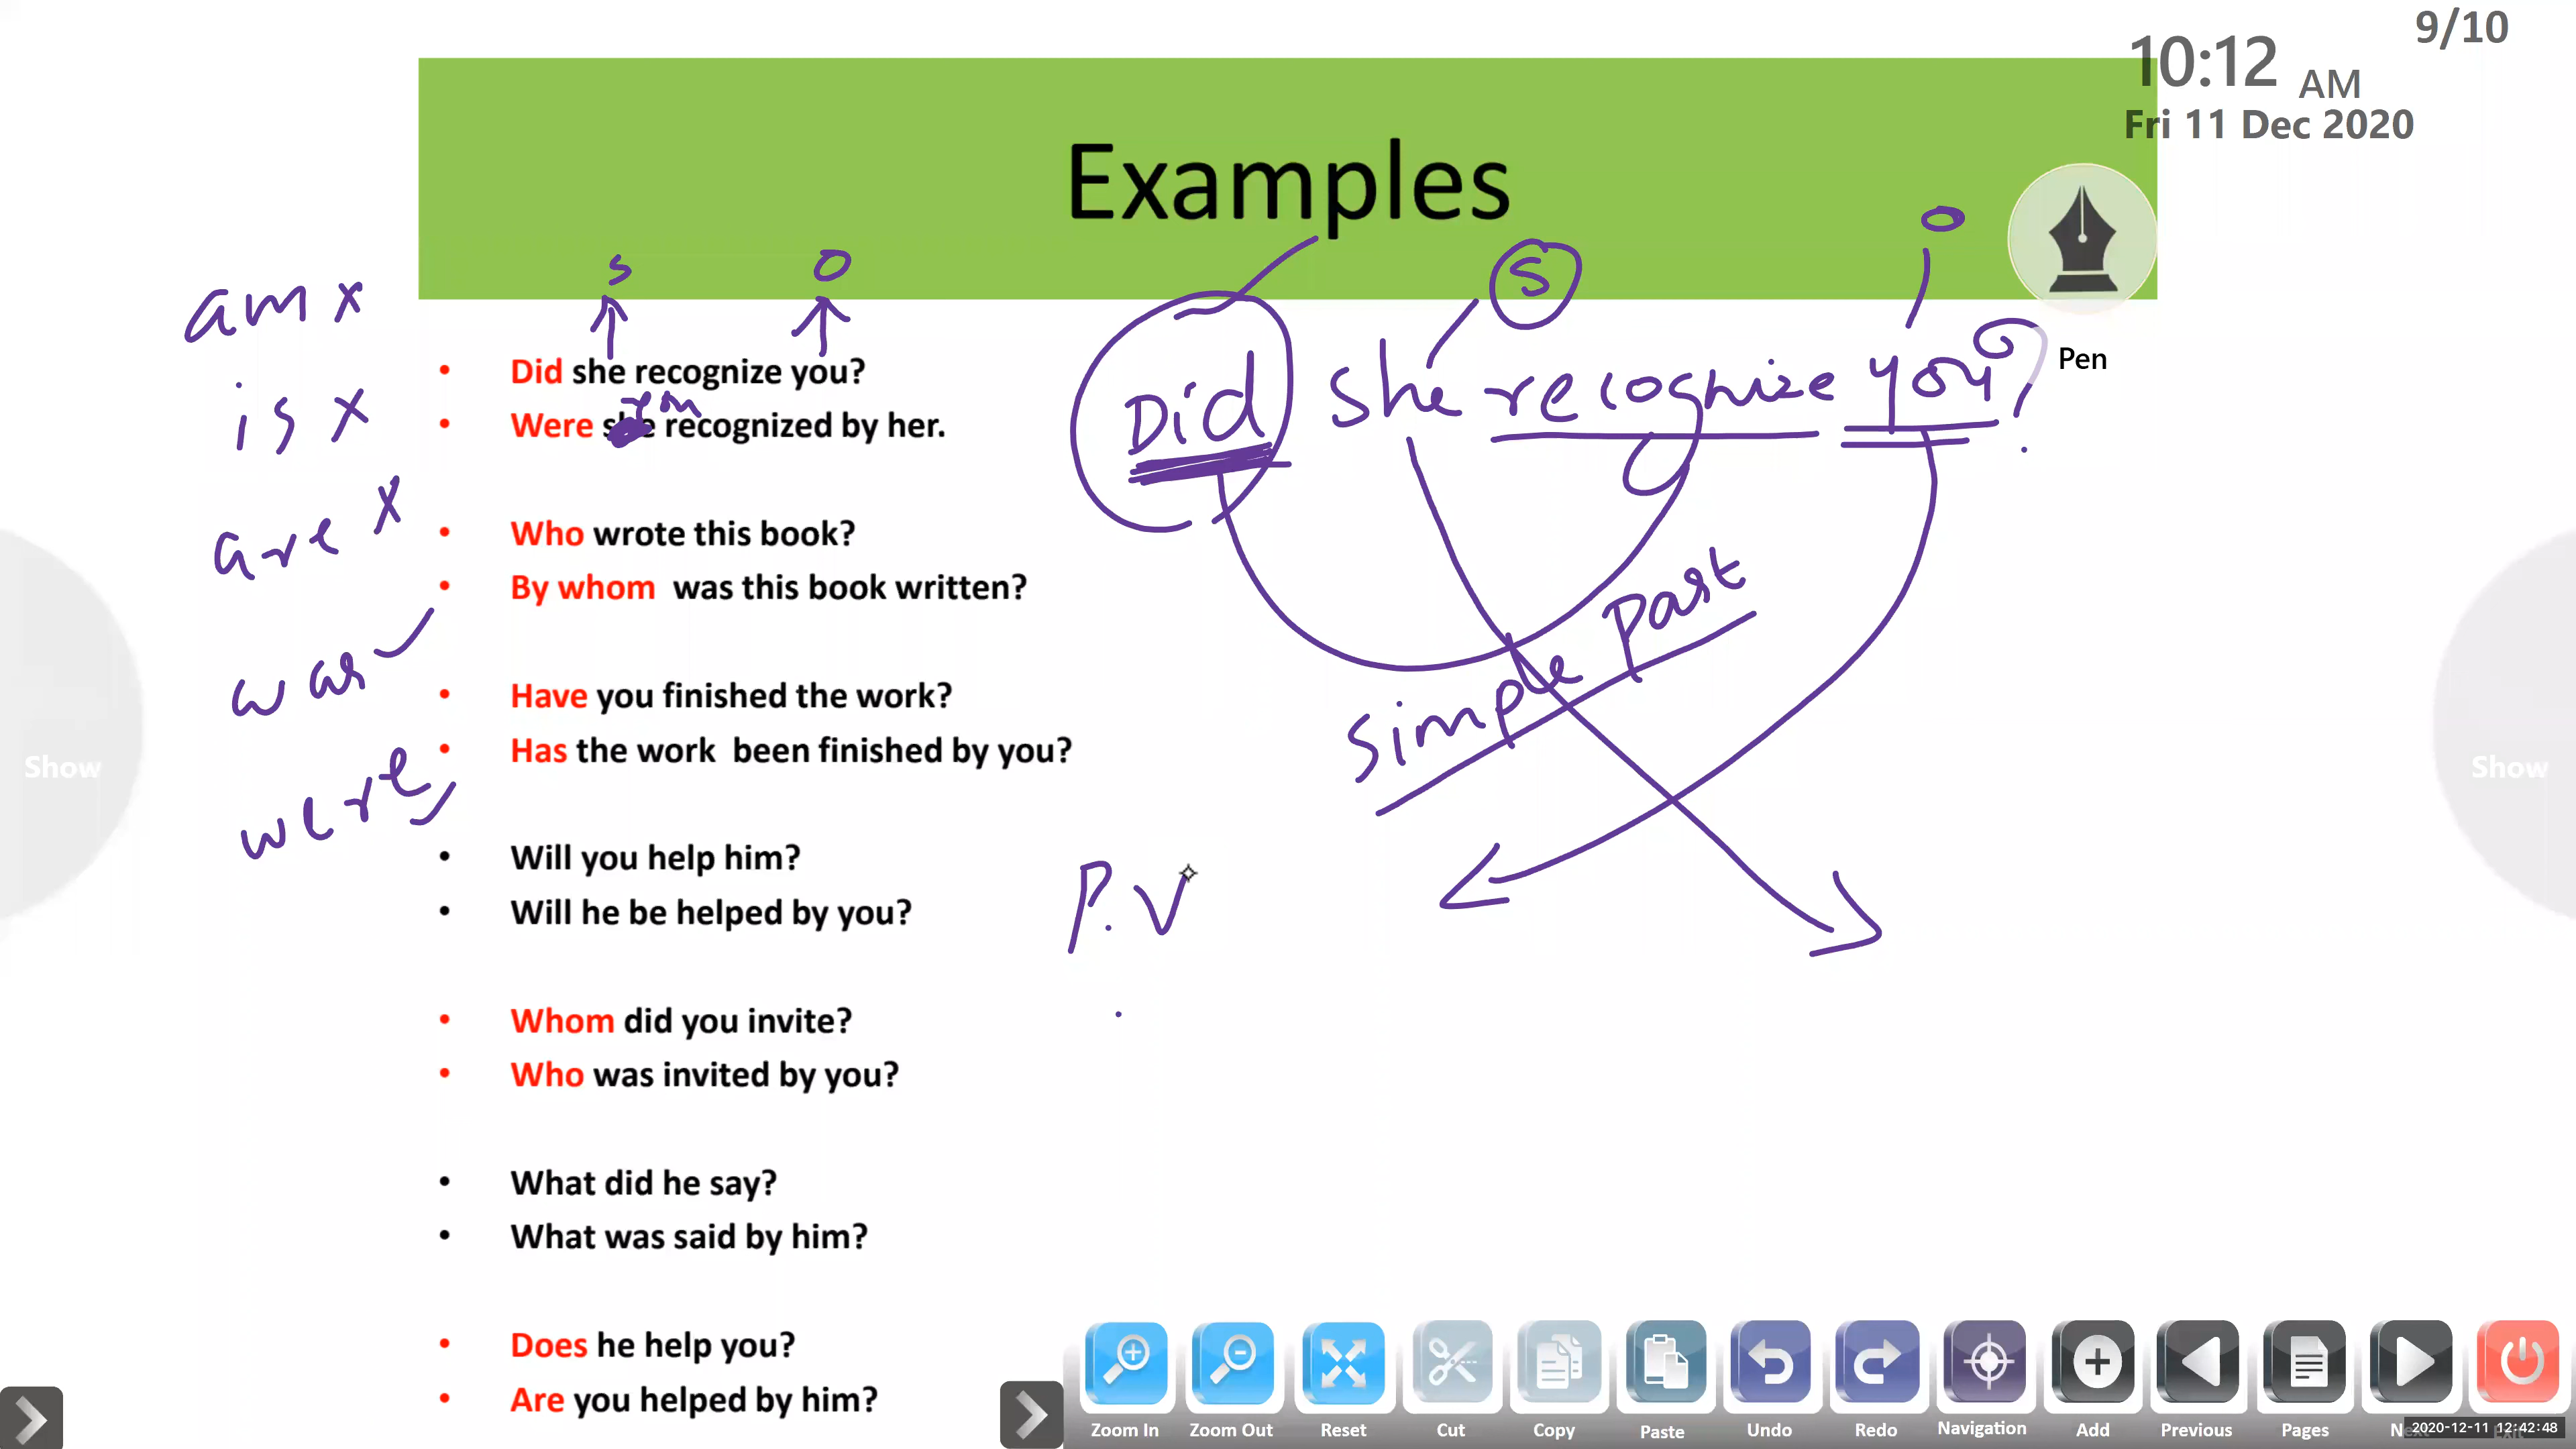 9/10
10:12 AM
Fri 11 Dec 2020
Examples
Pen
s o
S o
am x
is x
are x
was
were
• Did she recognize you?
you
• Were she recognized by her.
• Who wrote this book?
• By whom was this book written?
• Have you finished the work?
• Has the work been finished by you?
• Will you help him?
• Will he be helped by you?
• Whom did you invite?
• Who was invited by you?
• What did he say?
• What was said by him?
• Does he help you?
• Are you helped by him?
Did she recognize you?
Simple Past
P.V
Show
Show
Zoom In Zoom Out Reset Cut Copy Paste Undo Redo Navigation Add Previous Pages
2020-12-11 12:42:48